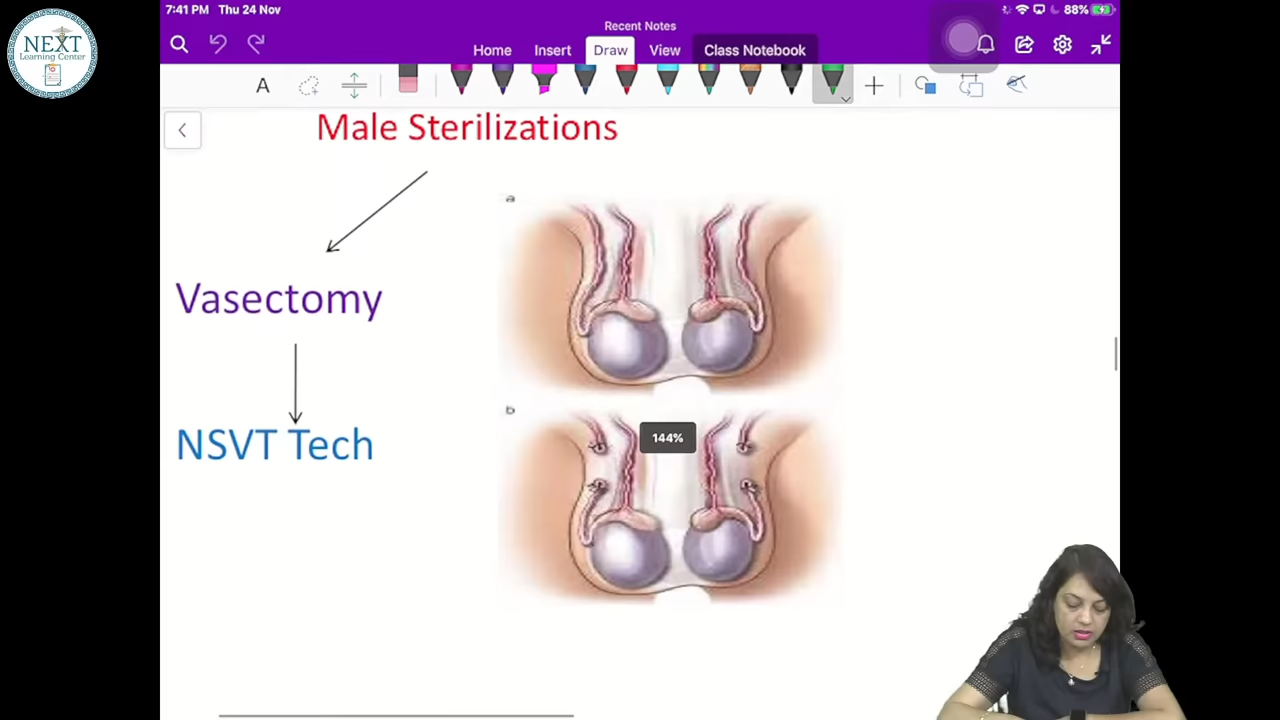 7:41 PM Thu 24 Nov
88%
NEXT
Learning Center
Recent Notes
Home Insert Draw View Class Notebook
A
Male Sterilizations
a
Vasectomy
b
144%
NSVT Tech